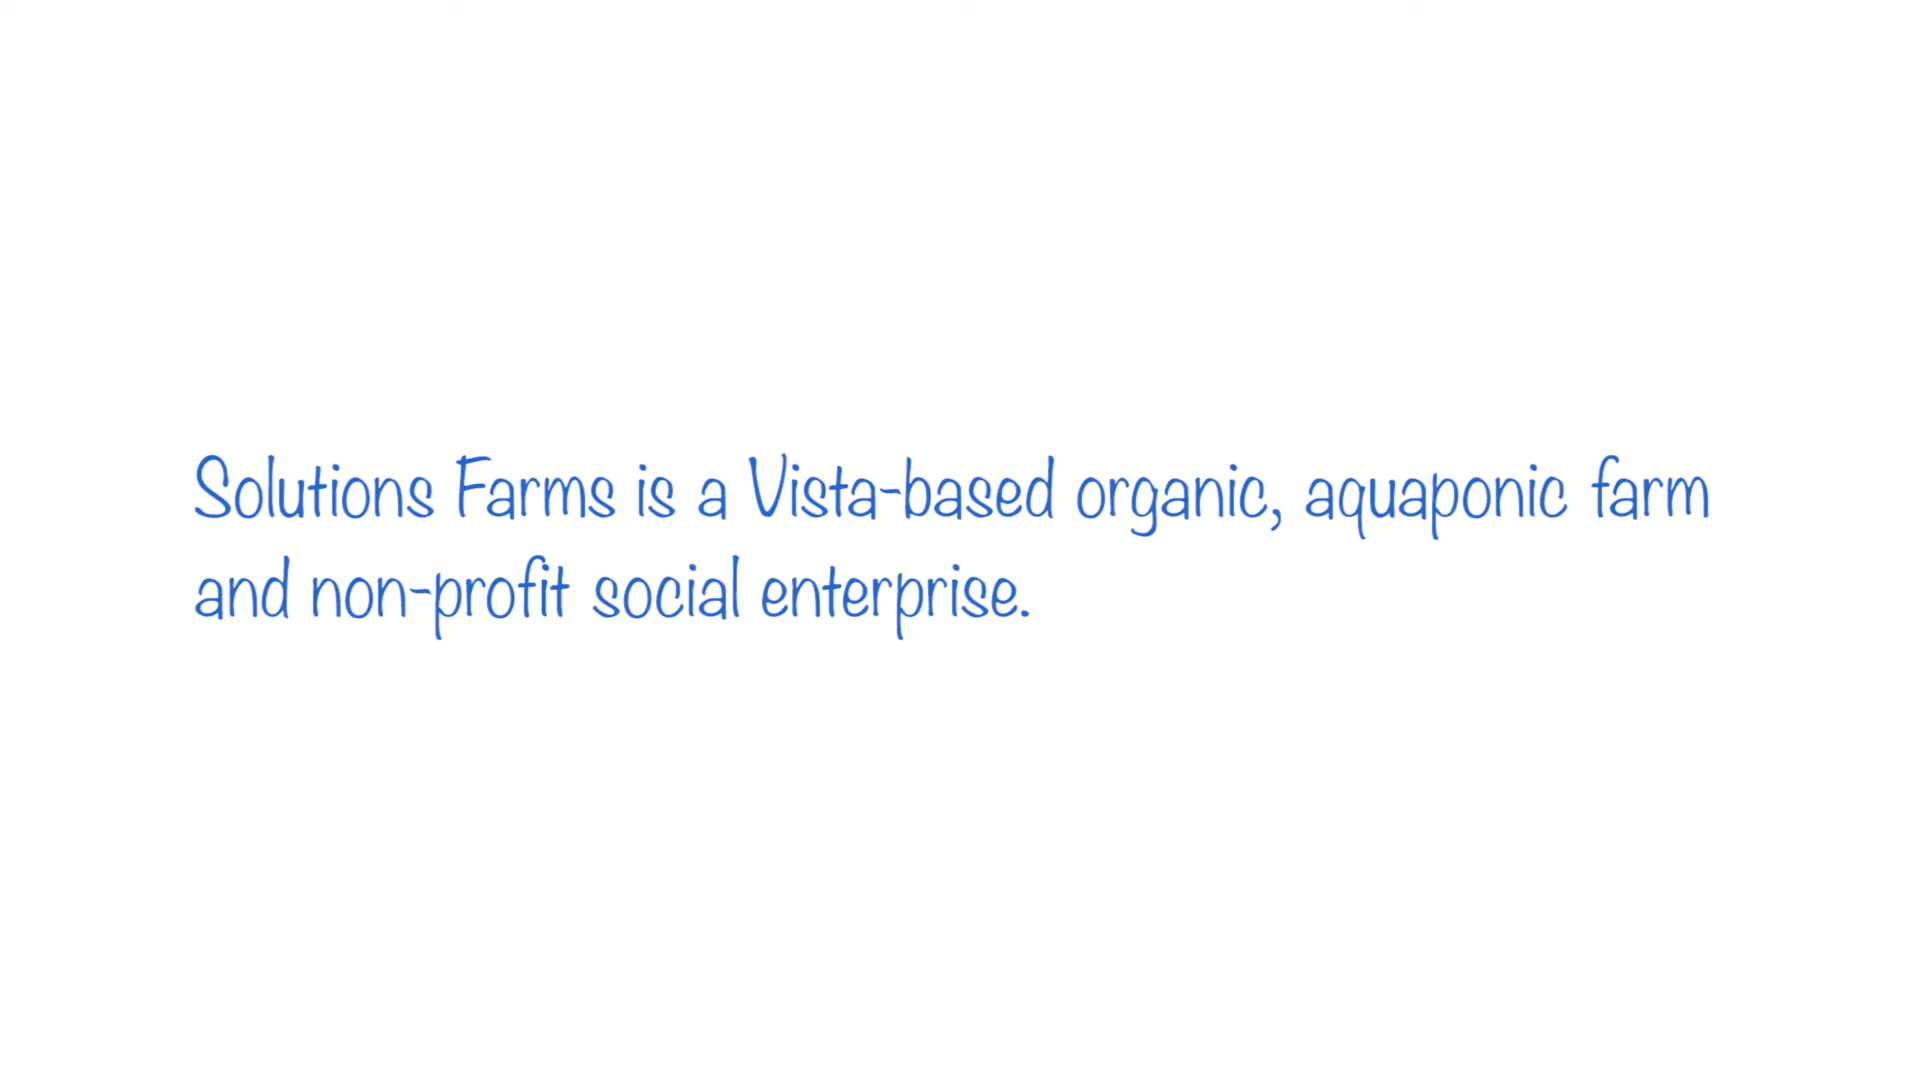 Solutions Farms is a Vista-based organic, aquaponic farm
and non-profit social enterprise.